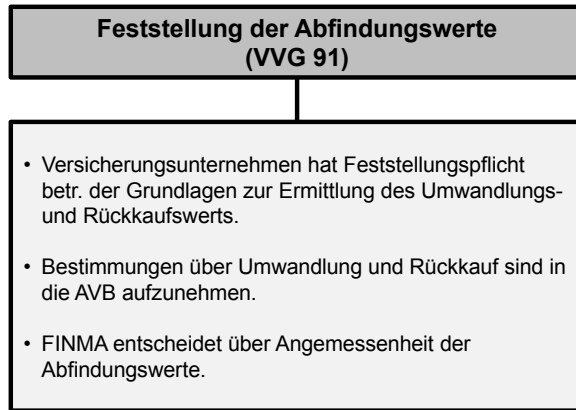 Feststellung der Abfindungswerte
(VVG 91)
• Versicherungsunternehmen hat Feststellungspflicht
betr. der Grundlagen zur Ermittlung des Umwandlungs-
und Rückkaufswerts.
• Bestimmungen über Umwandlung und Rückkauf sind in
die AVB aufzunehmen.
• FINMA entscheidet über Angemessenheit der
Abfindungswerte.